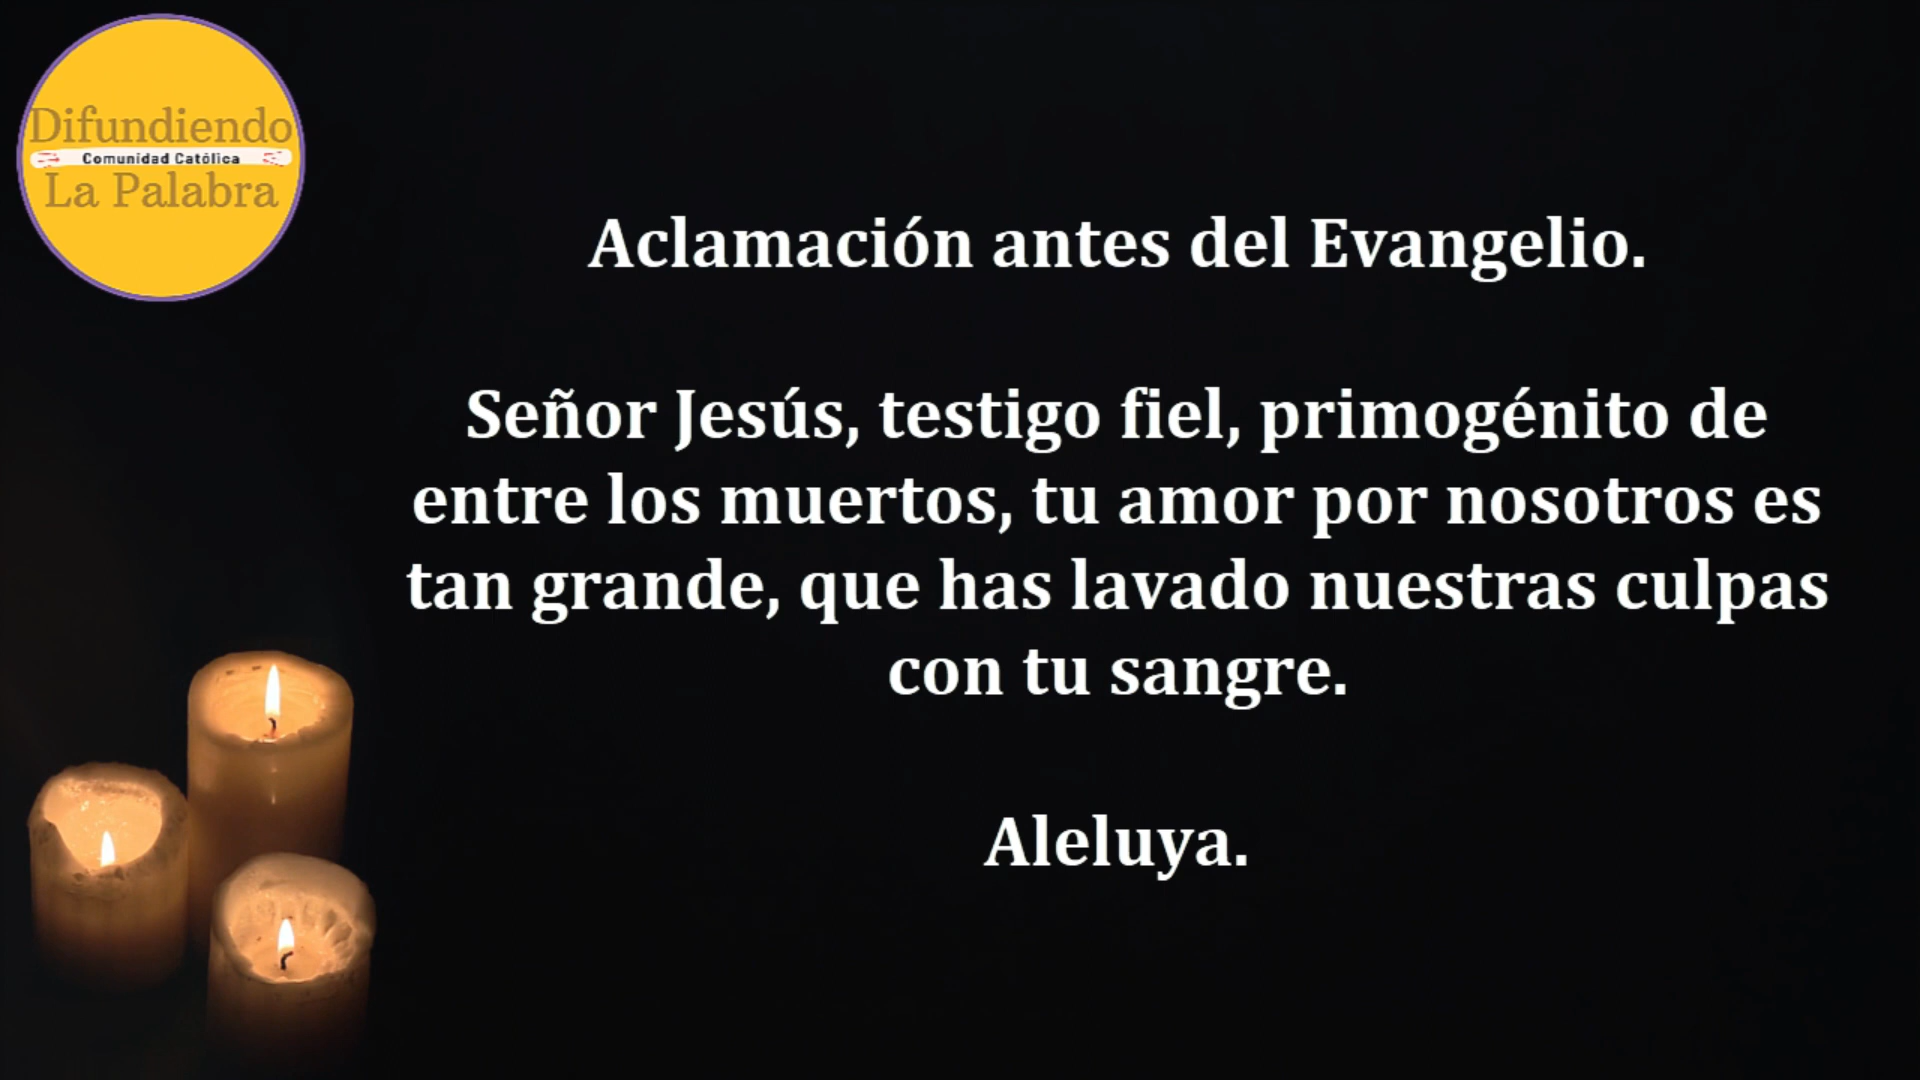 Difundiendo
Comunidad Católica
La Palabra
Aclamación antes del Evangelio.
Señor Jesús, testigo fiel, primogénito de
entre los muertos, tu amor por nosotros es
tan grande, que has lavado nuestras culpas
con tu sangre.
Aleluya.